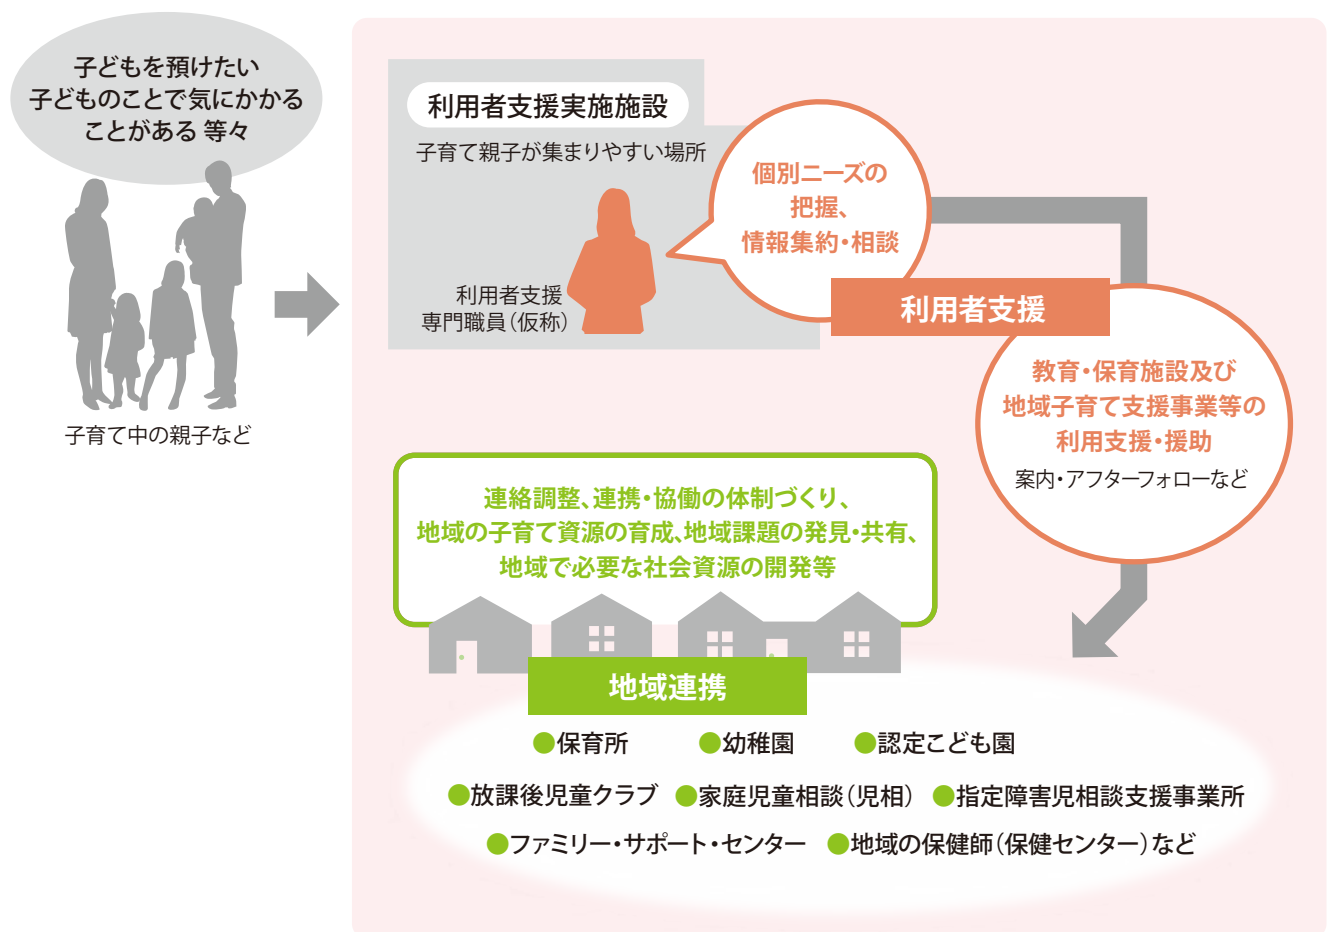 子どもを預けたい
子どものことで気にかかる
ことがある 等々
子育て中の親子など
利用者支援実施施設
子育て親子が集まりやすい場所
利用者支援
専門職員（仮称）
個別ニーズの
把握、
情報集約・相談
利用者支援
教育・保育施設及び
地域子育て支援事業等の
利用支援・援助
案内・アフターフォローなど
連絡調整、連携・協働の体制づくり、
地域の子育て資源の育成、地域課題の発見・共有、
地域で必要な社会資源の開発等
地域連携
●保育所 ●幼稚園 ●認定こども園
●放課後児童クラブ ●家庭児童相談（児相） ●指定障害児相談支援事業所
●ファミリー・サポート・センター ●地域の保健師（保健センター）など